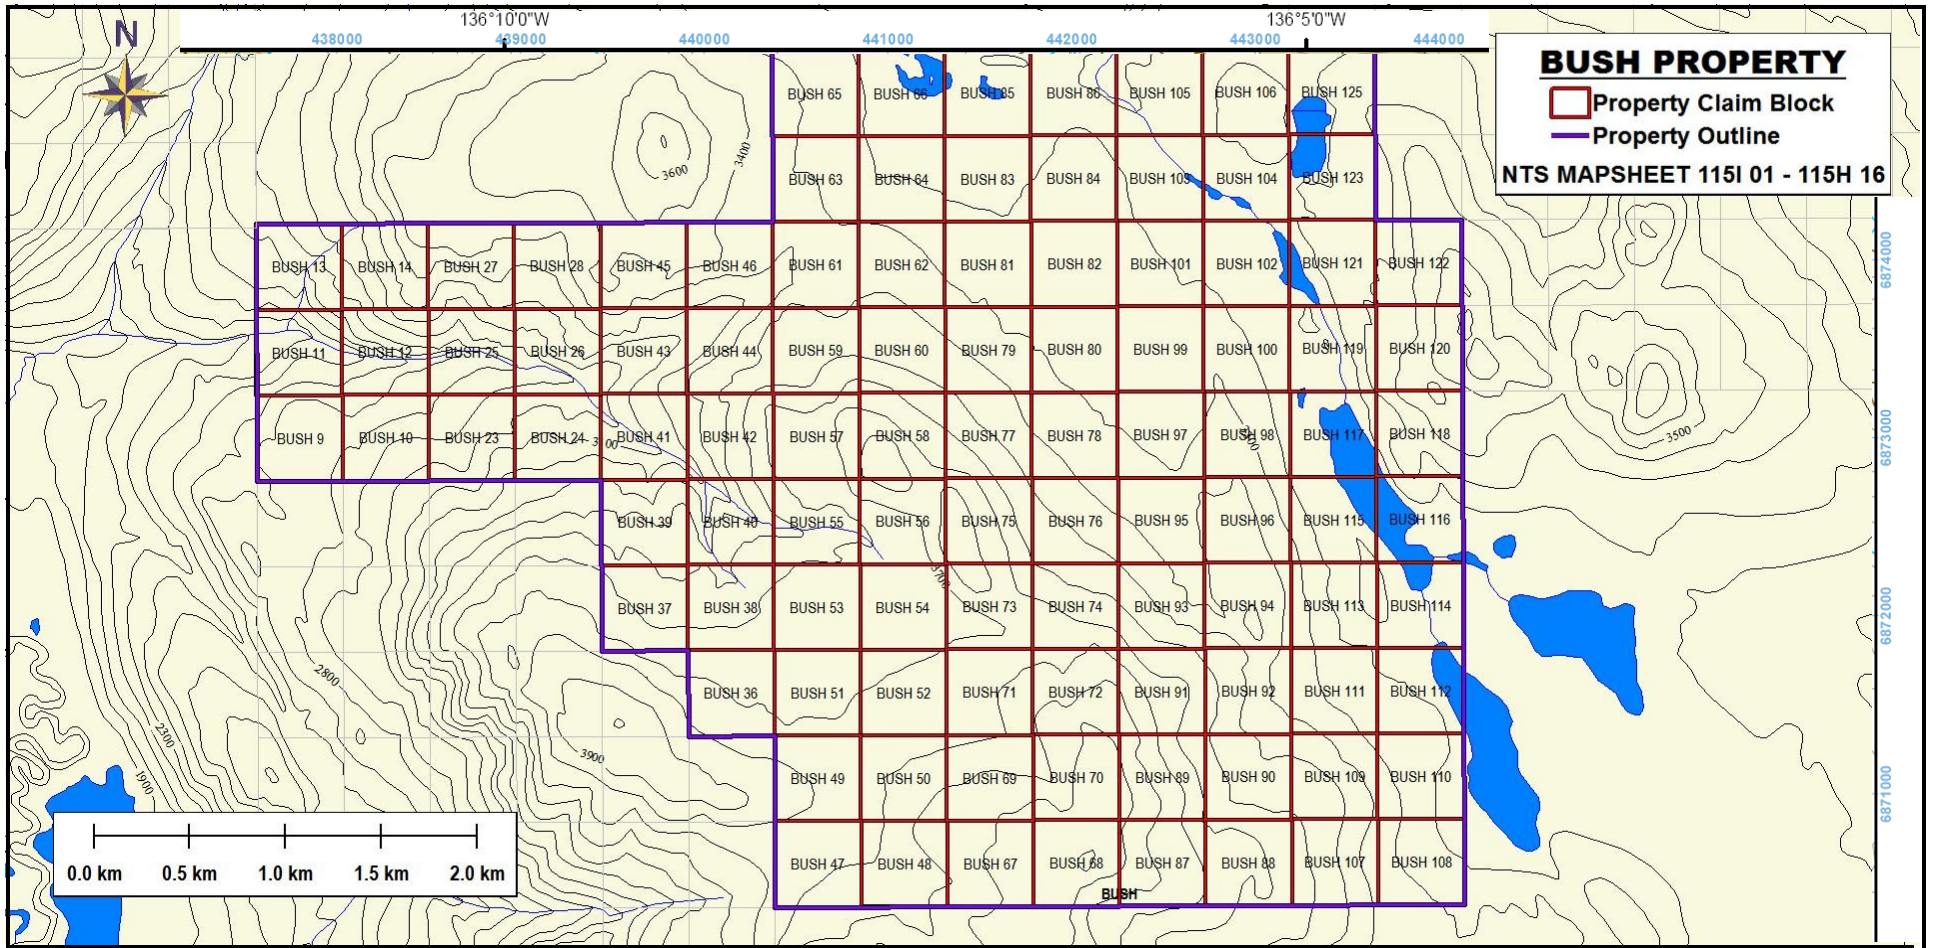 N
136°10'0"W 136°5'0"W
438000 439000 440000 441000 442000 443000 444000
BUSH PROPERTY
Property Claim Block
Property Outline
NTS MAPSHEET 115I 01 - 115H 16
BUSH 65 BUSH 66 BUSH 85 BUSH 86 BUSH 105 BUSH 106 BUSH 125
3400
3600
BUSH 63 BUSH 64 BUSH 83 BUSH 84 BUSH 103 BUSH 104 BUSH 123
6874000
BUSH 13 BUSH 14 BUSH 27 BUSH 28 BUSH 45 BUSH 46 BUSH 61 BUSH 62 BUSH 81 BUSH 82 BUSH 101 BUSH 102 BUSH 121 BUSH 122
BUSH 11 BUSH 12 BUSH 25 BUSH 26 BUSH 43 BUSH 44 BUSH 59 BUSH 60 BUSH 79 BUSH 80 BUSH 99 BUSH 100 BUSH 119 BUSH 120
BUSH 9 BUSH 10 BUSH 23 BUSH 24 3100 BUSH 41 BUSH 42 BUSH 57 BUSH 58 BUSH 77 BUSH 78 BUSH 97 BUSH 98 BUSH 117 BUSH 118
3500
6873000
BUSH 39 BUSH 40 BUSH 55 BUSH 56 BUSH 75 BUSH 76 BUSH 95 BUSH 96 BUSH 115 BUSH 116
3700
BUSH 37 BUSH 38 BUSH 53 BUSH 54 BUSH 73 BUSH 74 BUSH 93 BUSH 94 BUSH 113 BUSH 114
6872000
2800
BUSH 36 BUSH 51 BUSH 52 BUSH 71 BUSH 72 BUSH 91 BUSH 92 BUSH 111 BUSH 112
2300
3900
1900
BUSH 49 BUSH 50 BUSH 69 BUSH 70 BUSH 89 BUSH 90 BUSH 109 BUSH 110
6871000
BUSH 47 BUSH 48 BUSH 67 BUSH 68 BUSH 87 BUSH 88 BUSH 107 BUSH 108
BUSH
0.0 km 0.5 km 1.0 km 1.5 km 2.0 km